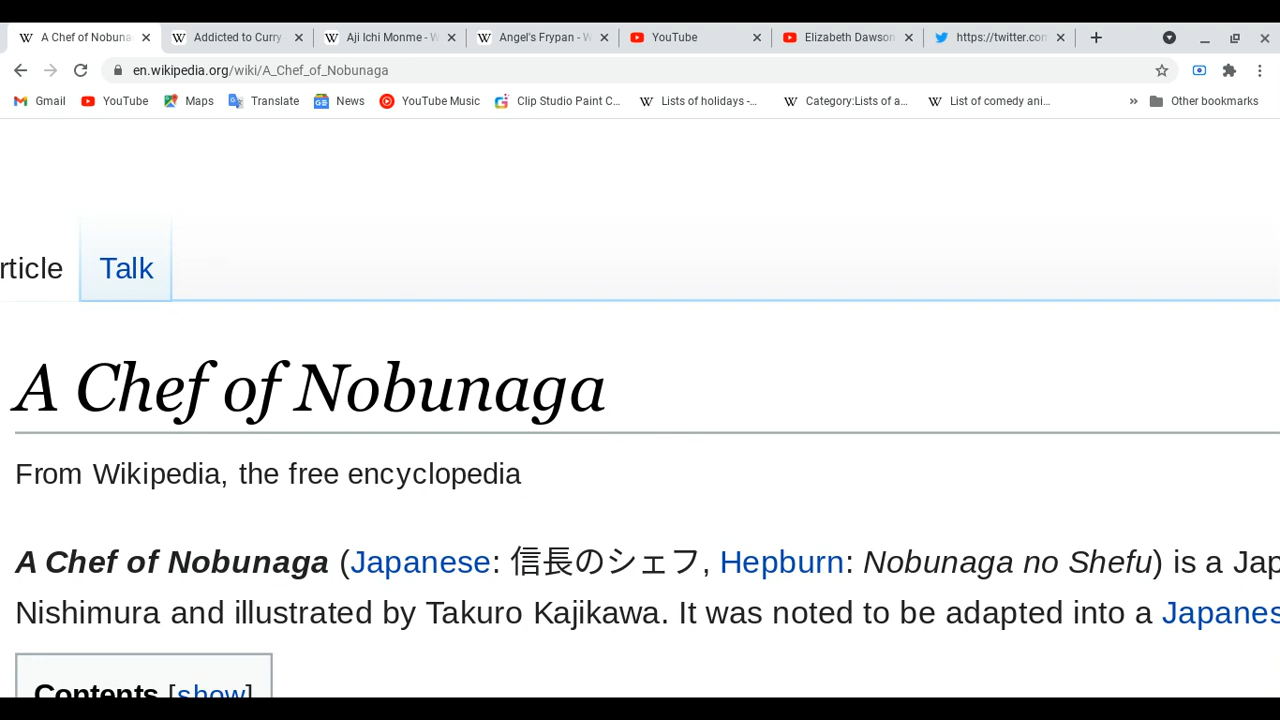 A Chef of Nobuna
Addicted to Curry
Aji Ichi Monme - W
Angel's Frypan - W
YouTube
Elizabeth Dawson
https://twitter.com
en.wikipedia.org/wiki/A_Chef_of_Nobunaga
Gmail
YouTube
Maps
Translate
News
YouTube Music
Clip Studio Paint C...
Lists of holidays -...
Category:Lists of a...
List of comedy ani...
»
Other bookmarks
rticle
Talk
A Chef of Nobunaga
From Wikipedia, the free encyclopedia
A Chef of Nobunaga (Japanese: 信長のシェフ, Hepburn: Nobunaga no Shefu) is a Jap
Nishimura and illustrated by Takuro Kajikawa. It was noted to be adapted into a Japanes
Contents [show]